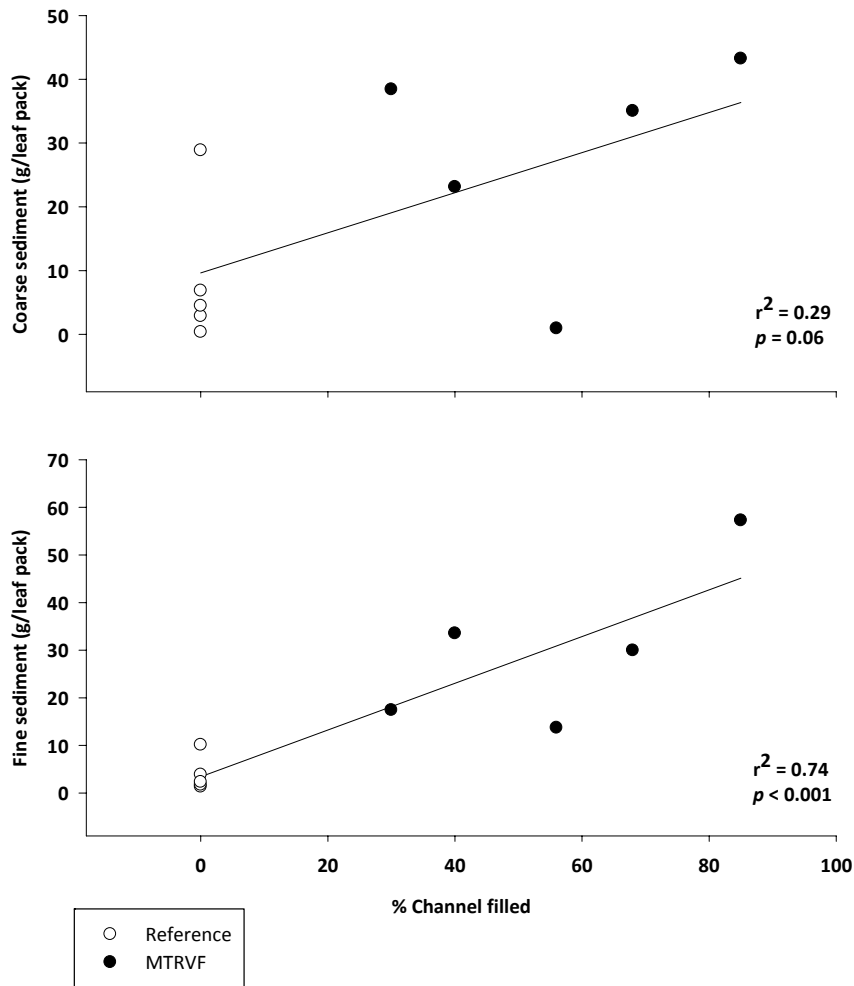 50
40
30
20
10
0
Coarse sediment (g/leaf pack)
r² = 0.29
p = 0.06
70
60
50
40
30
20
10
0
Fine sediment (g/leaf pack)
r² = 0.74
p < 0.001
0 20 40 60 80 100
% Channel filled
Reference
MTRVF